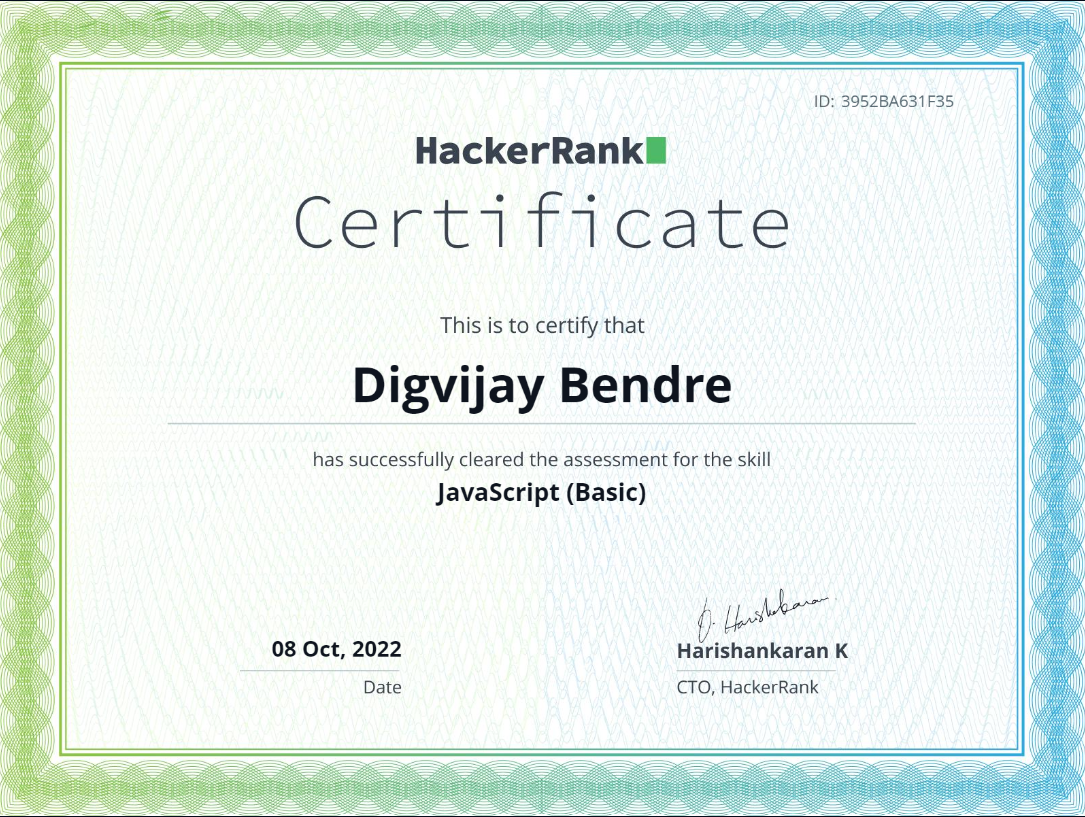 ID: 3952BA631F35
HackerRank
Certificate
This is to certify that
Digvijay Bendre
has successfully cleared the assessment for the skill
JavaScript (Basic)
08 Oct, 2022
Date
D. Harishakaran
Harishankaran K
CTO, HackerRank